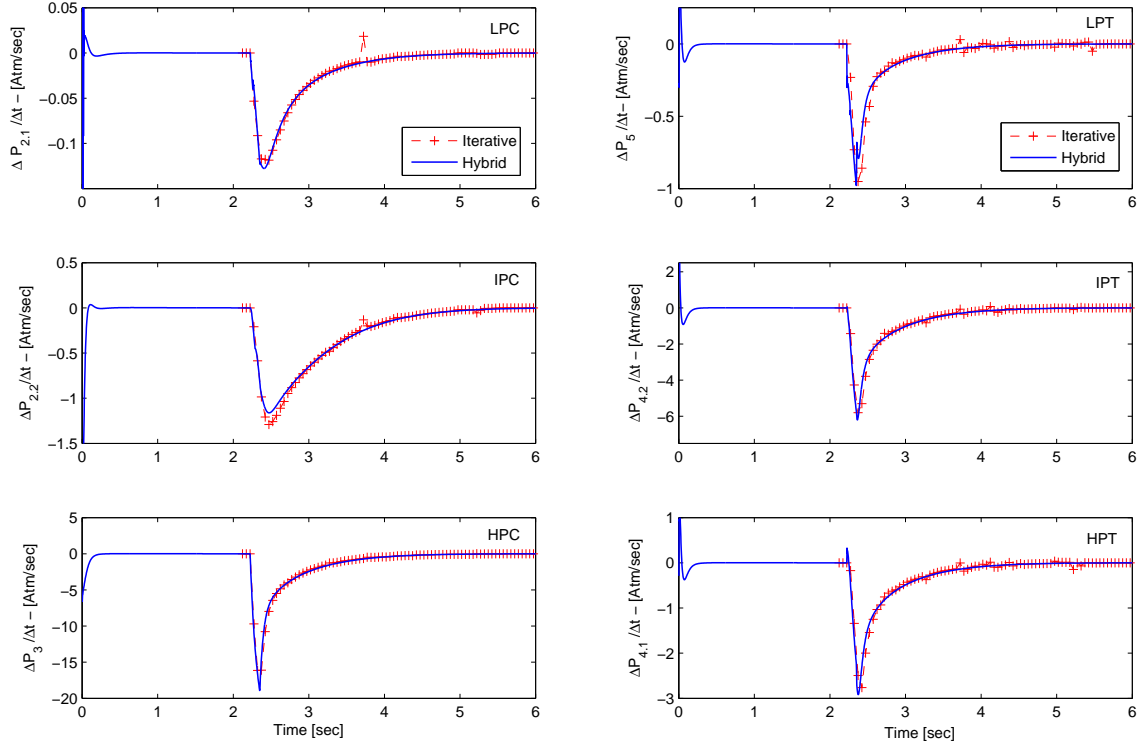 LPC
0.05
0
−0.05
−0.1
0 1 2 3 4 5 6
Δ P2.1 /Δt − [Atm/sec]
Iterative
Hybrid
LPT
0
−0.5
−1
0 1 2 3 4 5 6
ΔP5 /Δt− [Atm/sec]
Iterative
Hybrid
IPC
0.5
0
−0.5
−1
−1.5
0 1 2 3 4 5 6
ΔP2.2/Δt − [Atm/sec]
IPT
2
0
−2
−4
−6
0 1 2 3 4 5 6
ΔP4.2 /Δt − [Atm/sec]
HPC
5
0
−5
−10
−15
−20
0 1 2 3 4 5 6
ΔP3 /Δt − [Atm/sec]
Time [sec]
HPT
1
0
−1
−2
−3
0 1 2 3 4 5 6
ΔP4,1 /Δt − [Atm/sec]
Time [sec]